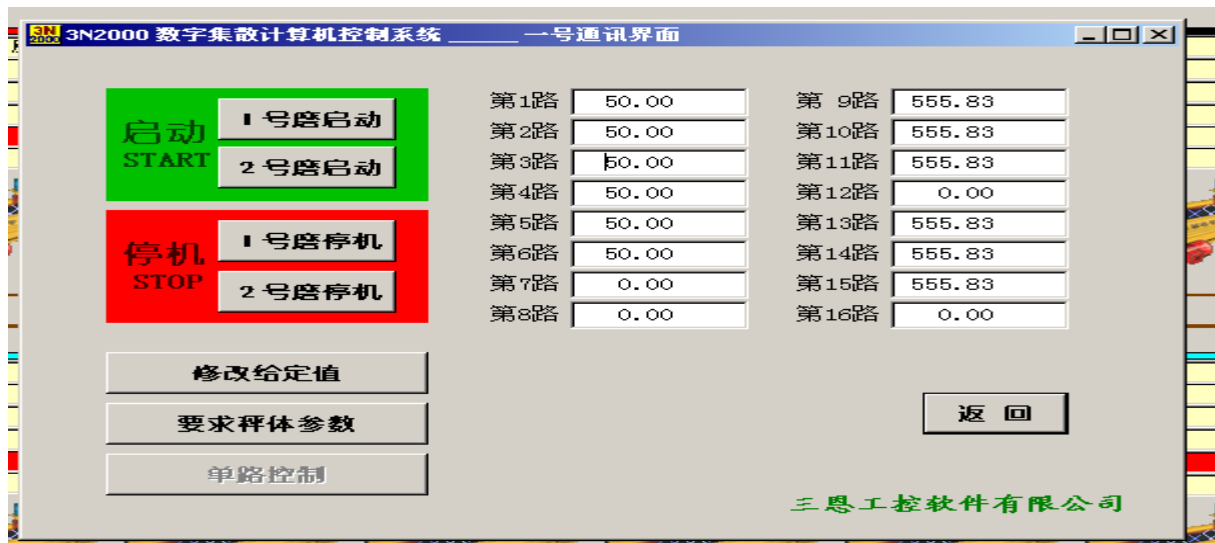 3N
2000
3N2000 数字集散计算机控制系统 _____ 一号通讯界面
启动
START
1 号磨启动
2 号磨启动
停机
STOP
1 号磨停机
2 号磨停机
修改给定值
要求秤体参数
单路控制
第1路 50.00
第2路 50.00
第3路 50.00
第4路 50.00
第5路 50.00
第6路 50.00
第7路 0.00
第8路 0.00
第 9路 555.83
第10路 555.83
第11路 555.83
第12路 0.00
第13路 555.83
第14路 555.83
第15路 555.83
第16路 0.00
返 回
三恩工控软件有限公司